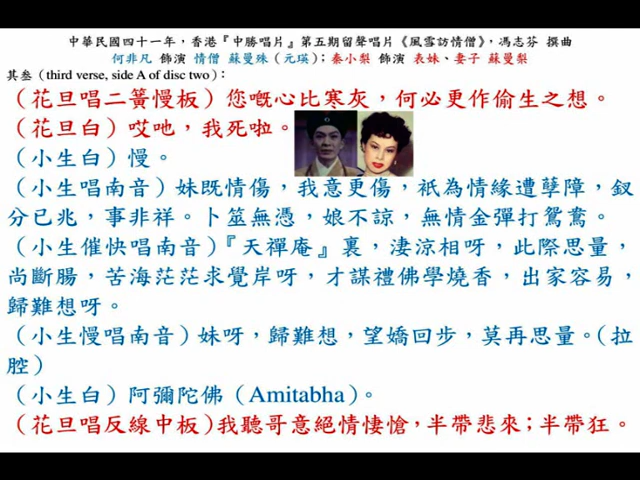 中華民國四十一年，香港『中勝唱片』第五期留聲唱片《風雪訪情僧》，馮志芬 撰曲
何非凡 飾演 情僧 蘇曼殊（元瑛）；秦小梨 飾演 表妹、妻子 蘇曼梨
其叁（third verse, side A of disc two）：
（花旦唱二簧慢板）您嘅心比寒灰，何必更作偷生之想。
（花旦白）哎吔，我死啦。
（小生白）慢。
（小生唱南音）妹既情傷，我意更傷，祇為情緣遭孽障，釵
分已兆，事非祥。卜筮無憑，娘不諒，無情金彈打鴛鴦。
（小生催快唱南音）『天禪庵』裏，淒涼相呀，此際思量，
尚斷腸，苦海茫茫求覺岸呀，才謀禮佛學燒香，出家容易，
歸難想呀。
（小生慢唱南音）妹呀，歸難想，望嬌回步，莫再思量。（拉
腔）
（小生白）阿彌陀佛（Amitabha）。
（花旦唱反線中板）我聽哥意絕情悽愴，半帶悲來；半帶狂。